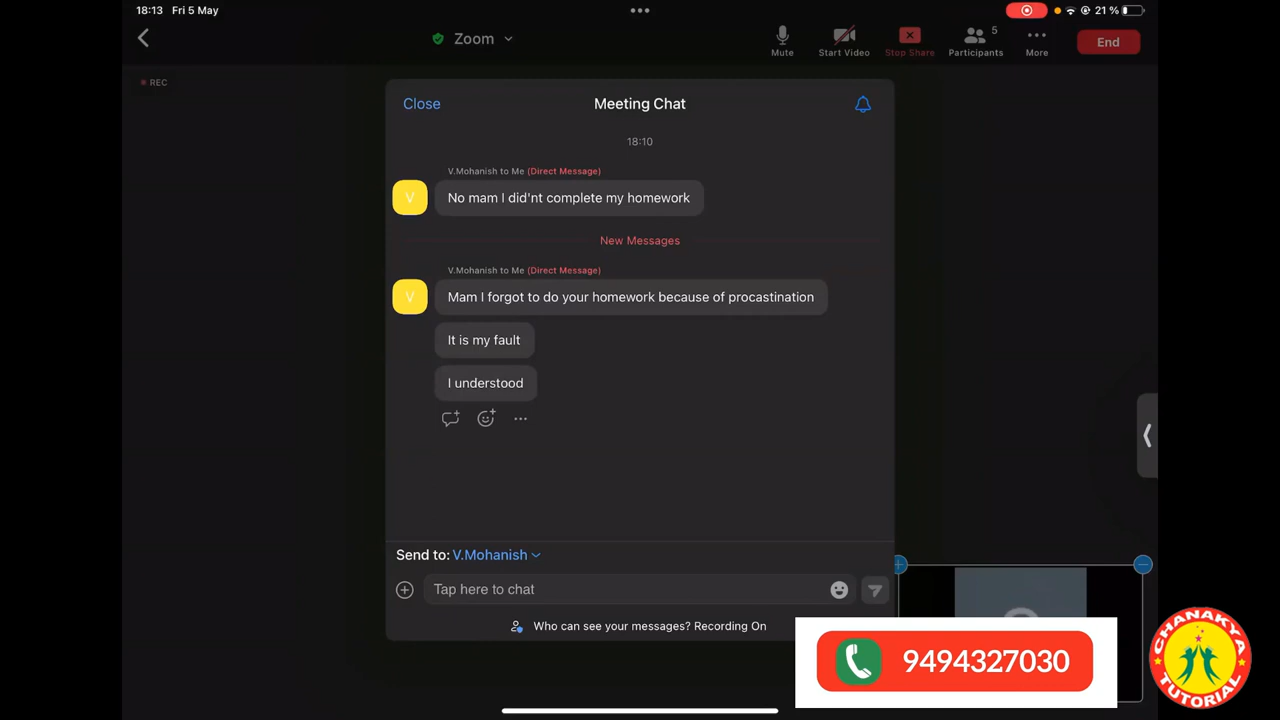 18:13 Fri 5 May
21 %
Zoom
Mute
Start Video
Stop Share
5
Participants
More
End
REC
Close
Meeting Chat
18:10
V.Mohanish to Me (Direct Message)
V
No mam I did'nt complete my homework
New Messages
V.Mohanish to Me (Direct Message)
V
Mam I forgot to do your homework because of procastination
It is my fault
I understood
Send to: V.Mohanish
Tap here to chat
Who can see your messages? Recording On
9494327030
CHANAKYA
TUTORIAL